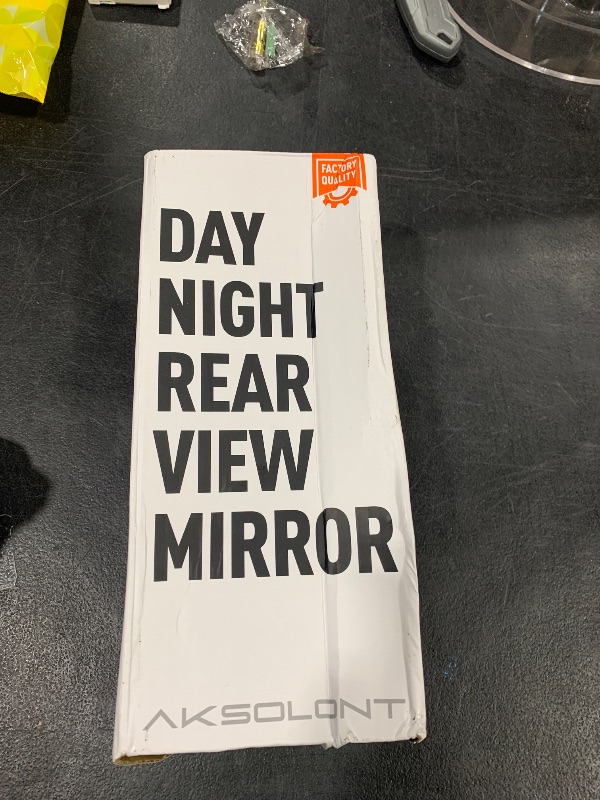 FACTORY
QUALITY
DAY
NIGHT
REAR
VIEW
MIRROR
AKSOLONT